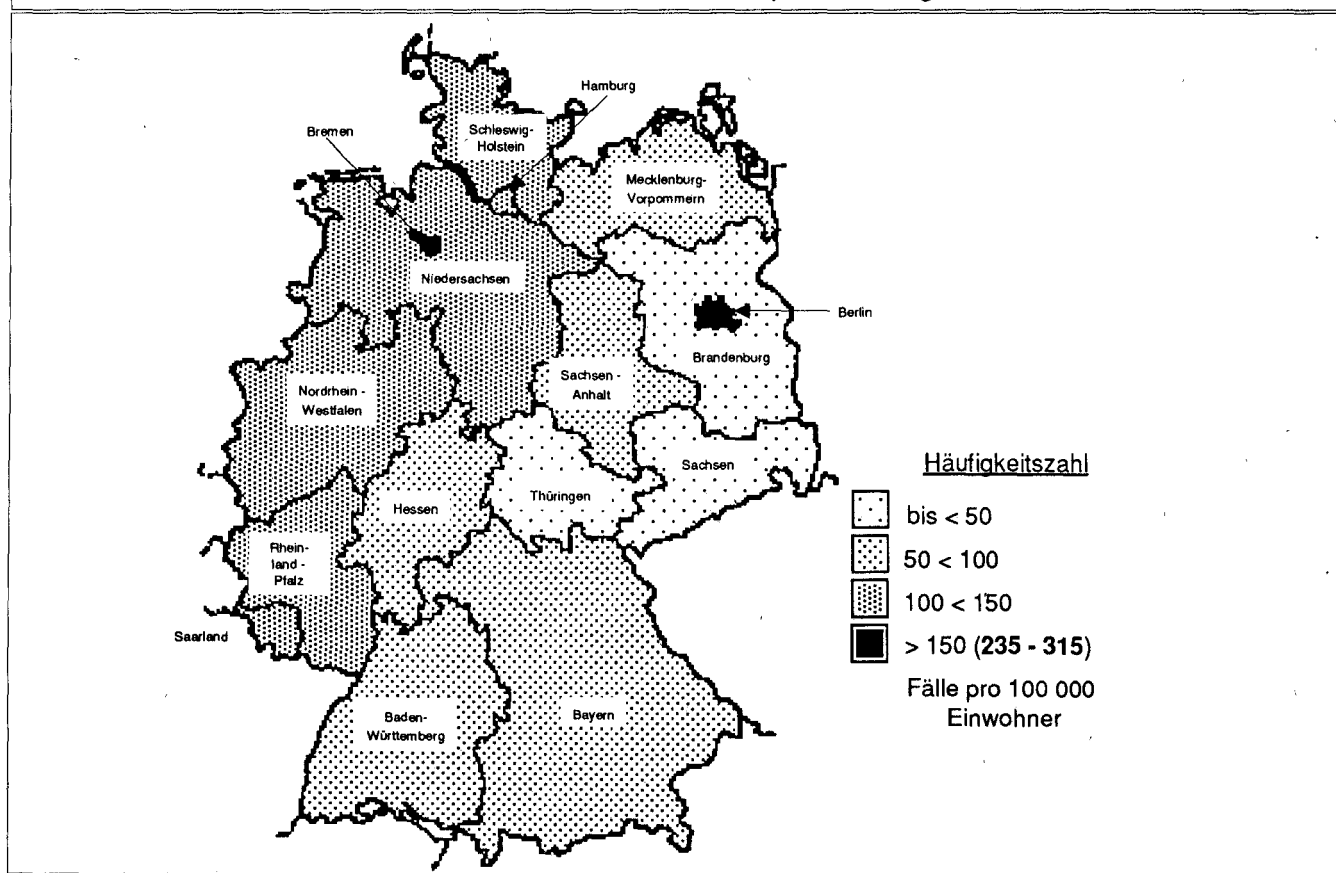 Hamburg
Bremen
Schleswig-
Holstein
Mecklenburg-
Vorpommern
Niedersachsen
Berlin
Brandenburg
Nordrhein -
Westfalen
Sachsen -
Anhalt
Sachsen
Thüringen
Hessen
Rhein-
land -
Pfalz
Saarland
Baden-
Württemberg
Bayern
Häufigkeitszahl
bis < 50
50 < 100
100 < 150
> 150 (235 - 315)
Fälle pro 100 000
Einwohner